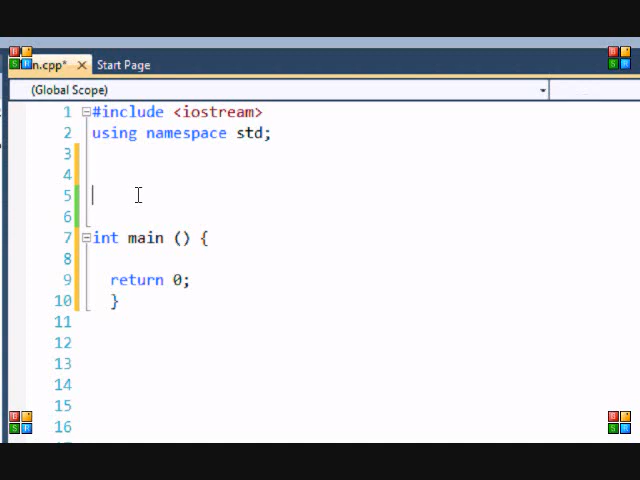 n.cpp* Start Page
(Global Scope)
1 #include <iostream>
2 using namespace std;
3
4
5
6
7 int main () {
8
9 return 0;
10 }
11
12
13
14
15
16